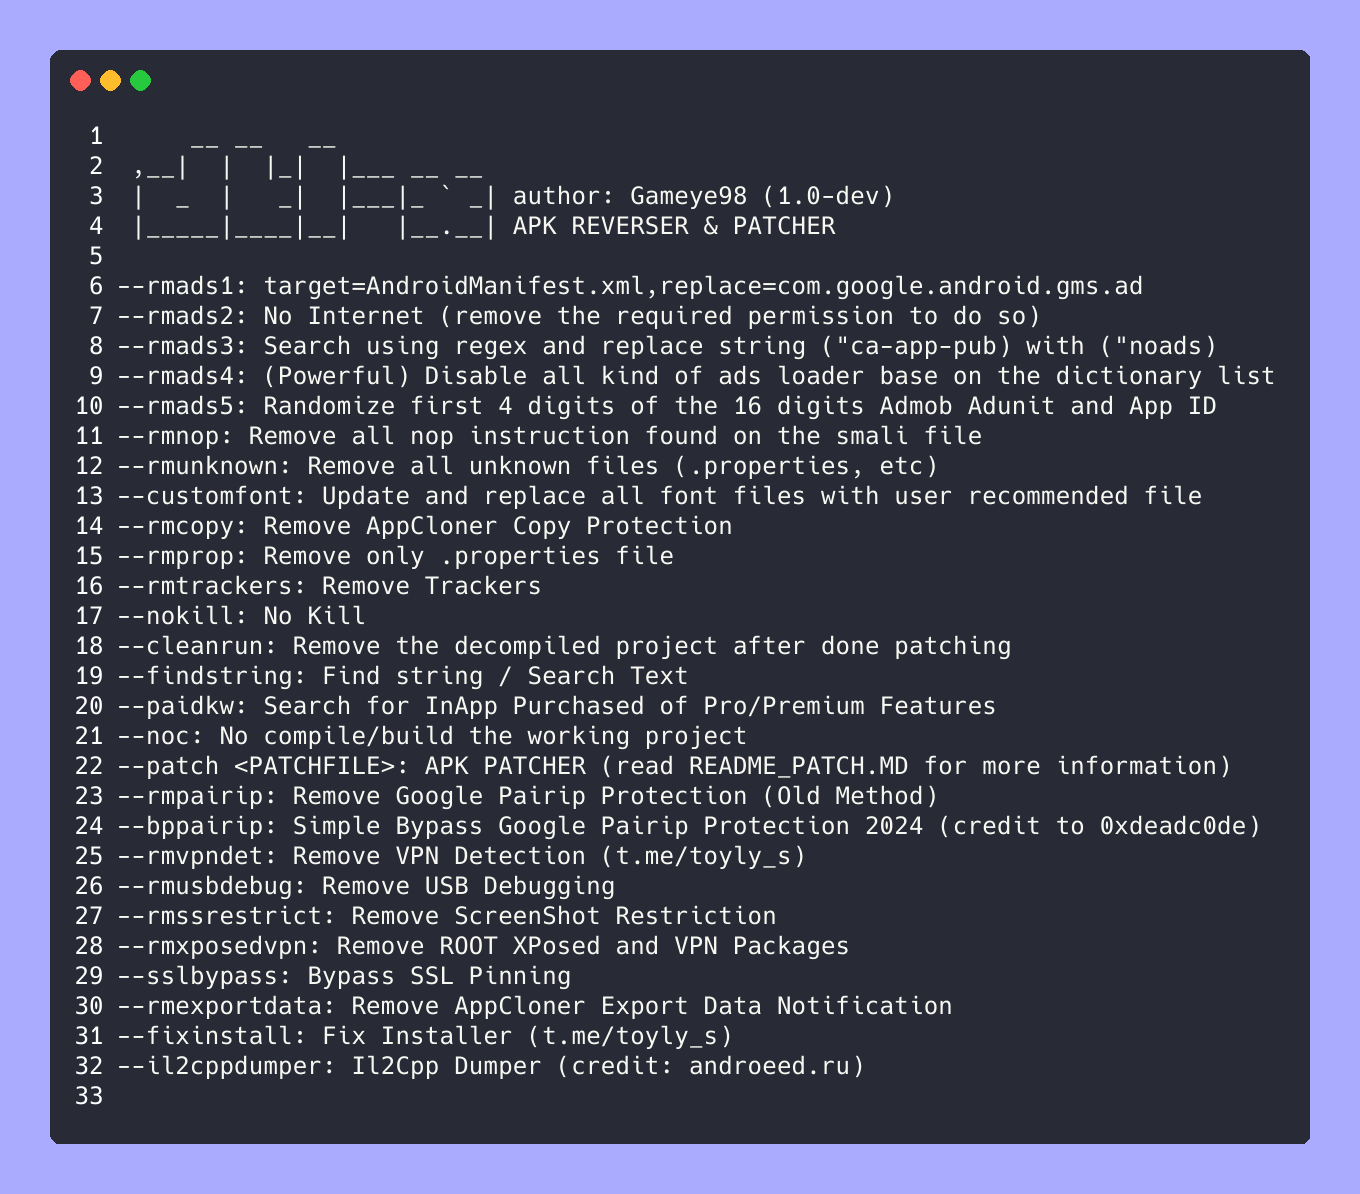 1      __ __   __
2  ,__|  |  |_|  |___ __ __
3  |  _  |   _|  |___|_ ` _| author: Gameye98 (1.0-dev)
4  |_____|____|__|   |__.__| APK REVERSER & PATCHER
5
6 --rmads1: target=AndroidManifest.xml,replace=com.google.android.gms.ad
7 --rmads2: No Internet (remove the required permission to do so)
8 --rmads3: Search using regex and replace string ("ca-app-pub) with ("noads)
9 --rmads4: (Powerful) Disable all kind of ads loader base on the dictionary list
10 --rmads5: Randomize first 4 digits of the 16 digits Admob Adunit and App ID
11 --rmnop: Remove all nop instruction found on the smali file
12 --rmunknown: Remove all unknown files (.properties, etc)
13 --customfont: Update and replace all font files with user recommended file
14 --rmcopy: Remove AppCloner Copy Protection
15 --rmprop: Remove only .properties file
16 --rmtrackers: Remove Trackers
17 --nokill: No Kill
18 --cleanrun: Remove the decompiled project after done patching
19 --findstring: Find string / Search Text
20 --paidkw: Search for InApp Purchased of Pro/Premium Features
21 --noc: No compile/build the working project
22 --patch <PATCHFILE>: APK PATCHER (read README_PATCH.MD for more information)
23 --rmpairip: Remove Google Pairip Protection (Old Method)
24 --bppairip: Simple Bypass Google Pairip Protection 2024 (credit to 0xdeadc0de)
25 --rmvpndet: Remove VPN Detection (t.me/toyly_s)
26 --rmusbdebug: Remove USB Debugging
27 --rmssrestrict: Remove ScreenShot Restriction
28 --rmxposedvpn: Remove ROOT XPosed and VPN Packages
29 --sslbypass: Bypass SSL Pinning
30 --rmexportdata: Remove AppCloner Export Data Notification
31 --fixinstall: Fix Installer (t.me/toyly_s)
32 --il2cppdumper: Il2Cpp Dumper (credit: androeed.ru)
33